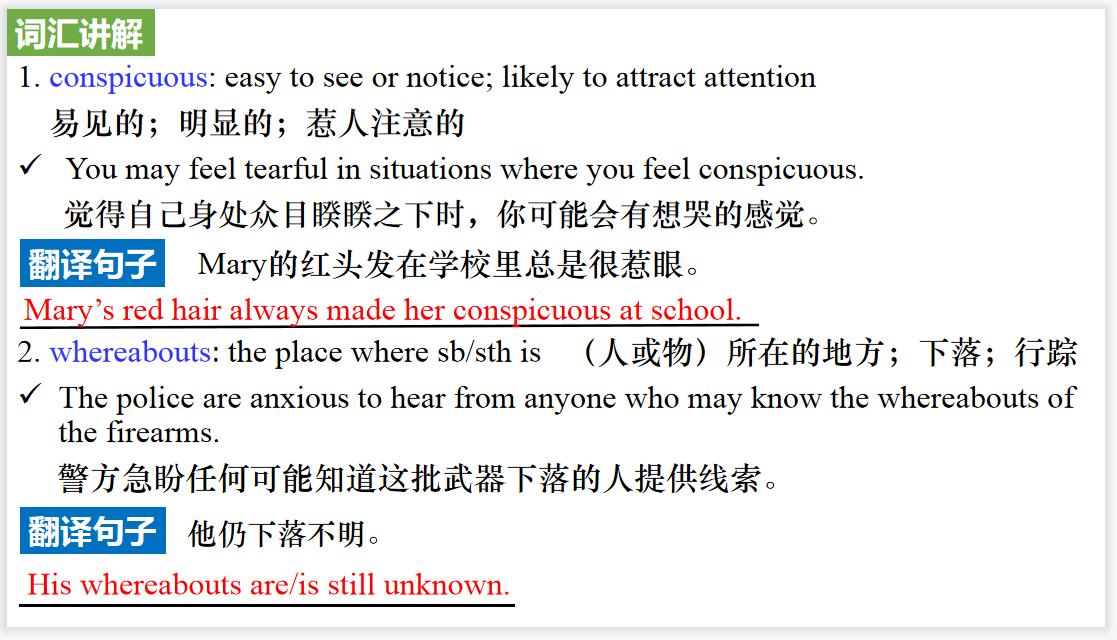 词汇讲解
1. conspicuous: easy to see or notice; likely to attract attention
易见的；明显的；惹人注意的
✓ You may feel tearful in situations where you feel conspicuous.
觉得自己身处众目睽睽之下时，你可能会有想哭的感觉。
翻译句子 Mary的红头发在学校里总是很惹眼。
Mary’s red hair always made her conspicuous at school.
2. whereabouts: the place where sb/sth is （人或物）所在的地方；下落；行踪
✓ The police are anxious to hear from anyone who may know the whereabouts of
the firearms.
警方急盼任何可能知道这批武器下落的人提供线索。
翻译句子 他仍下落不明。
His whereabouts are/is still unknown.